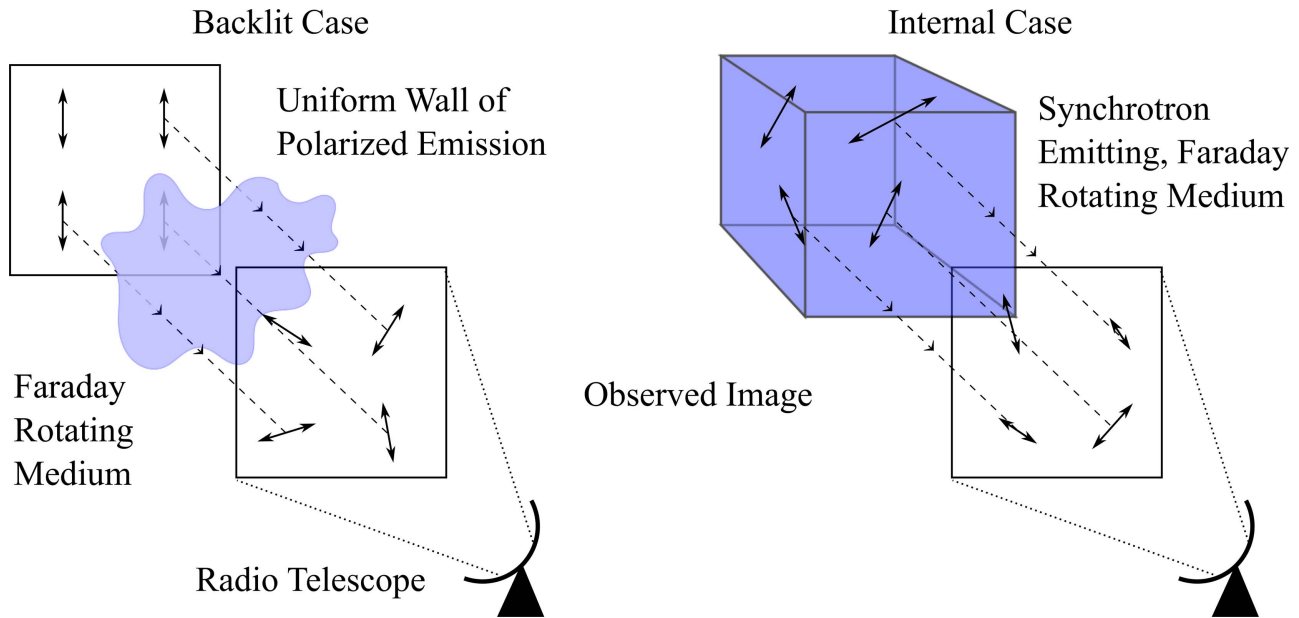 Backlit Case
Uniform Wall of
Polarized Emission
Faraday
Rotating
Medium
Radio Telescope
Internal Case
Synchrotron
Emitting, Faraday
Rotating Medium
Observed Image